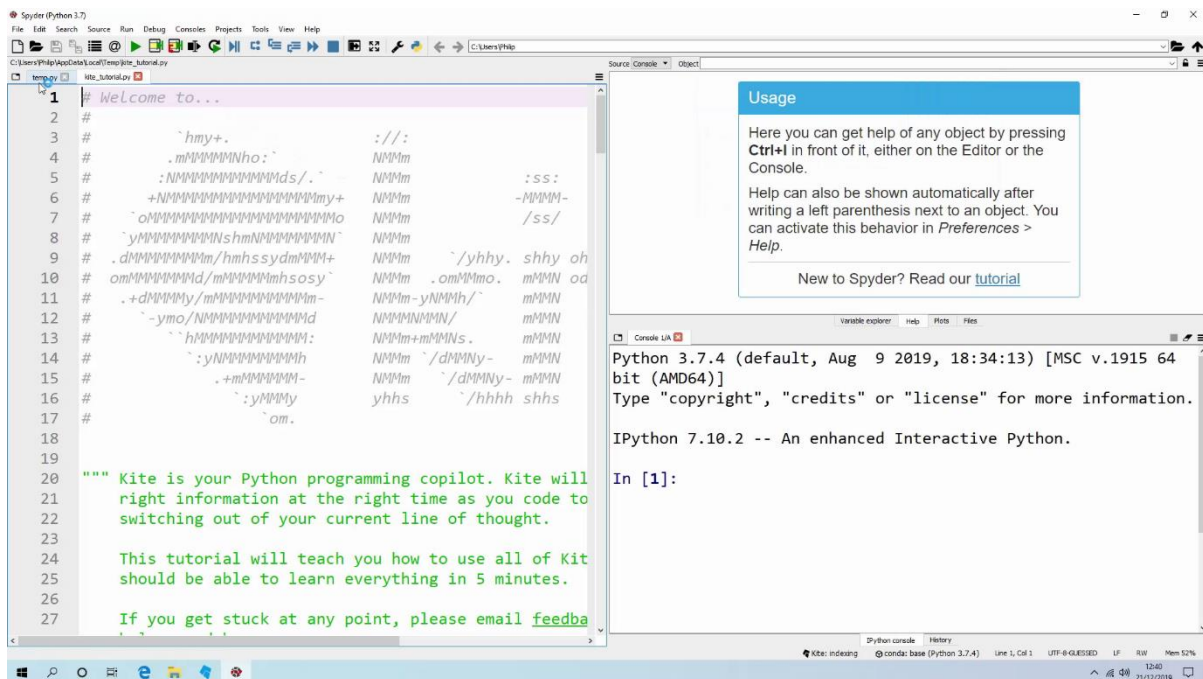 Spyder (Python 3.7)
File Edit Search Source Run Debug Consoles Projects Tools View Help
C:\Users\Philip
C:\Users\Philip\AppData\Local\Temp\kite_tutorial.py
temp.py kite_tutorial.py
1 # Welcome to...
2 #
3 # `hmy+. ://:
4 # .mMMMMMNho:` NMMm
5 # :NMMMMMMMMMMMds/.` NMMm :ss:
6 # +NMMMMMMMMMMMMMMMMMmy+ NMMm -MMMM-
7 # `oMMMMMMMMMMMMMMMMMMMMo NMMm /ss/
8 # `yMMMMMMMMNshmNMMMMMMMN` NMMm
9 # .dMMMMMMMMm/hmhssydmMMM+ NMMm `/yhhy. shhy oh
10 # omMMMMMMMd/mMMMMMmhsosy` NMMm .omMMmo. mMMN od
11 # .+dMMMMy/mMMMMMMMMMMm- NMMm-yNMMh/` mMMN
12 # `-ymo/NMMMMMMMMMMMd NMMMNMMN/ mMMN
13 # ``hMMMMMMMMMMMM: NMMm+mMMNs. mMMN
14 # `:yNMMMMMMMMh NMMm `/dMMNy- mMMN
15 # .+mMMMMMM- NMMm `/dMMNy- mMMN
16 # `:yMMMy yhhs `/hhhh shhs
17 # `om.
18
19
20 """ Kite is your Python programming copilot. Kite will
21 right information at the right time as you code to
22 switching out of your current line of thought.
23
24 This tutorial will teach you how to use all of Kit
25 should be able to learn everything in 5 minutes.
26
27 If you get stuck at any point, please email feedba
Source Console Object
Usage
Here you can get help of any object by pressing
Ctrl+I in front of it, either on the Editor or the
Console.
Help can also be shown automatically after
writing a left parenthesis next to an object. You
can activate this behavior in Preferences >
Help.
New to Spyder? Read our tutorial
Variable explorer Help Plots Files
Console 1/A
Python 3.7.4 (default, Aug 9 2019, 18:34:13) [MSC v.1915 64
bit (AMD64)]
Type "copyright", "credits" or "license" for more information.
IPython 7.10.2 -- An enhanced Interactive Python.
In [1]:
IPython console History
Kite: indexing conda: base (Python 3.7.4) Line 1, Col 1 UTF-8-GUESSED LF RW Mem 52%
12:40
21/12/2019